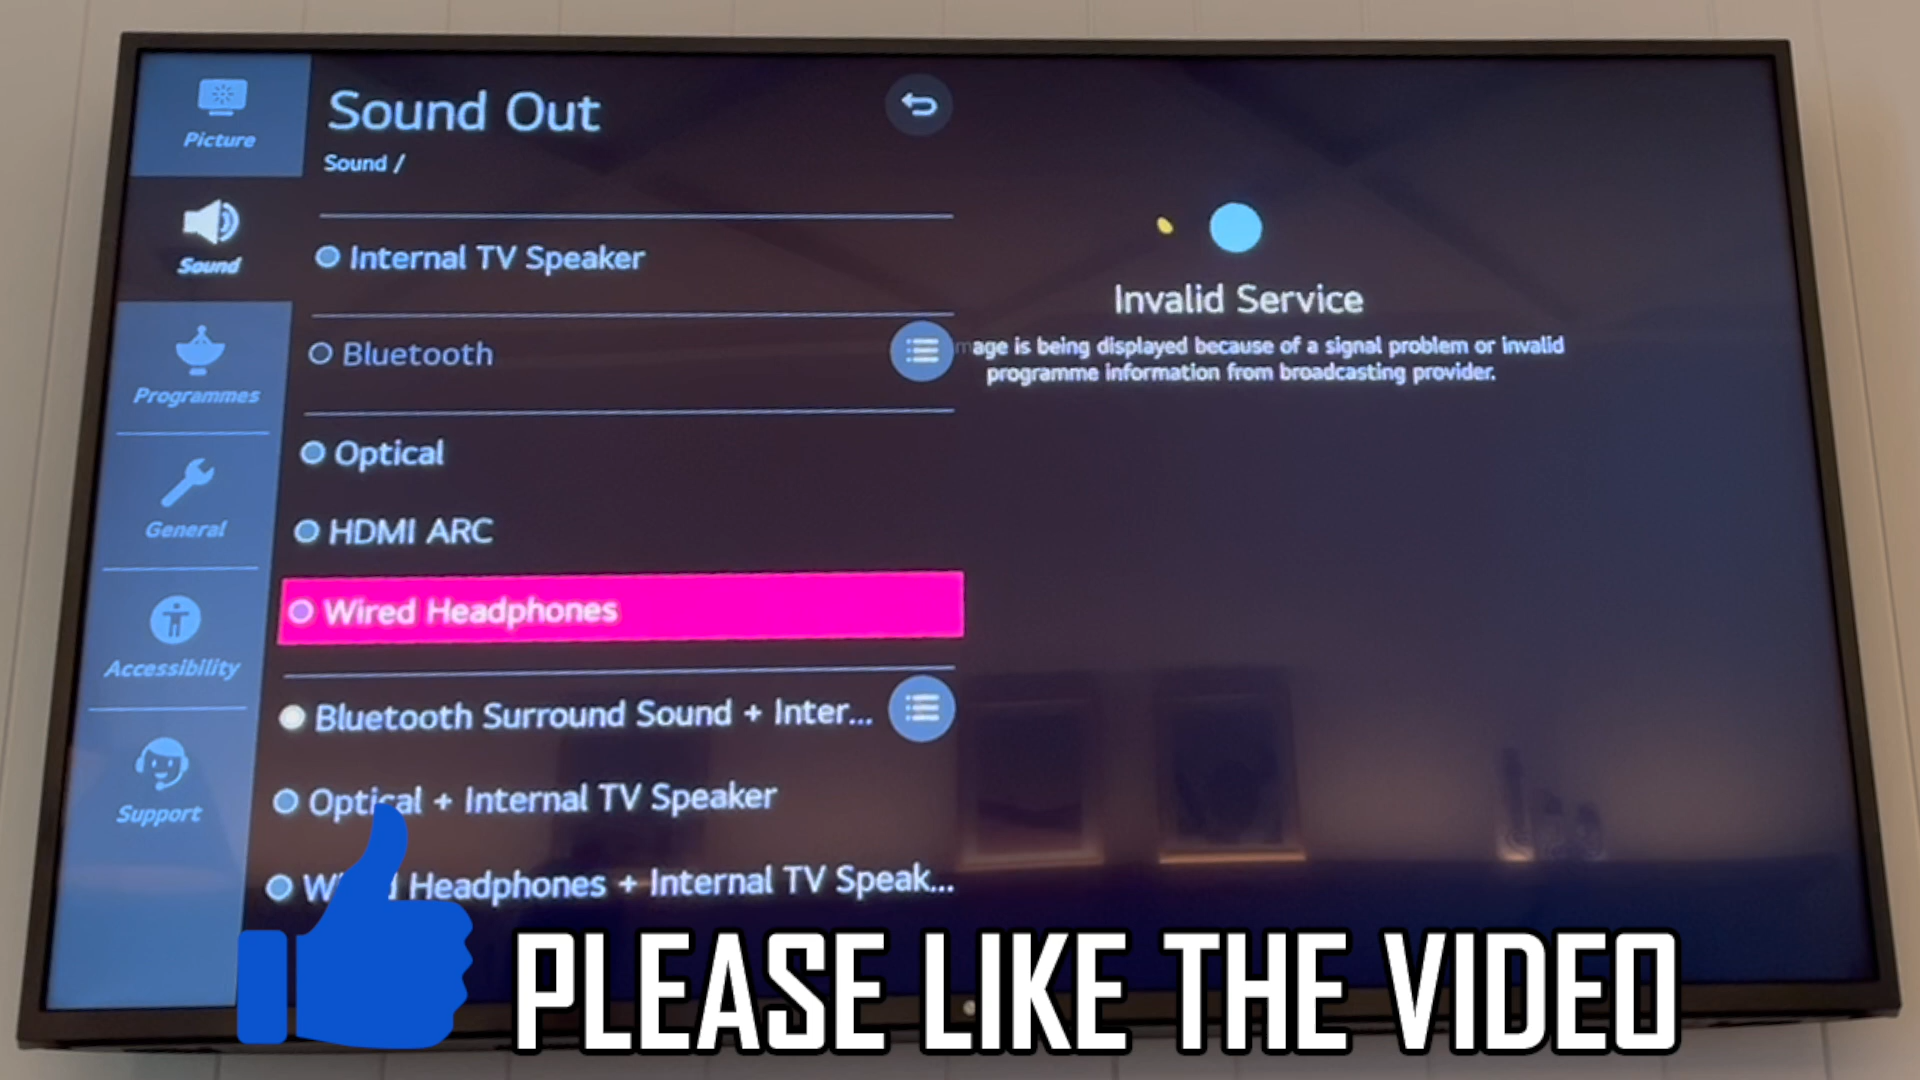 Picture
Sound Out
Sound /
Sound
Internal TV Speaker
Invalid Service
age is being displayed because of a signal problem or invalid
programme information from broadcasting provider.
Bluetooth
Programmes
Optical
General
HDMI ARC
Wired Headphones
Accessibility
Bluetooth Surround Sound + Inter...
Support
Optical + Internal TV Speaker
Headphones + Internal TV Speak...
PLEASE LIKE THE VIDEO